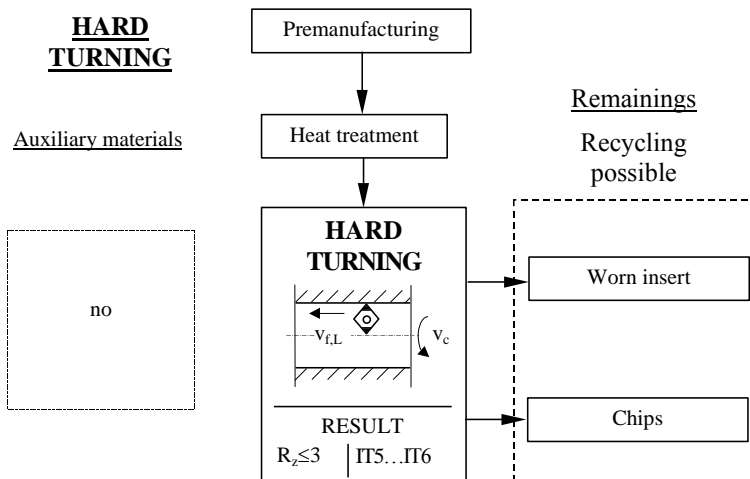 HARD
TURNING
Premanufacturing
Heat treatment
Auxiliary materials
Remainings
Recycling
possible
no
HARD
TURNING
v_f,L
v_c
RESULT
R_z≤3
IT5...IT6
Worn insert
Chips